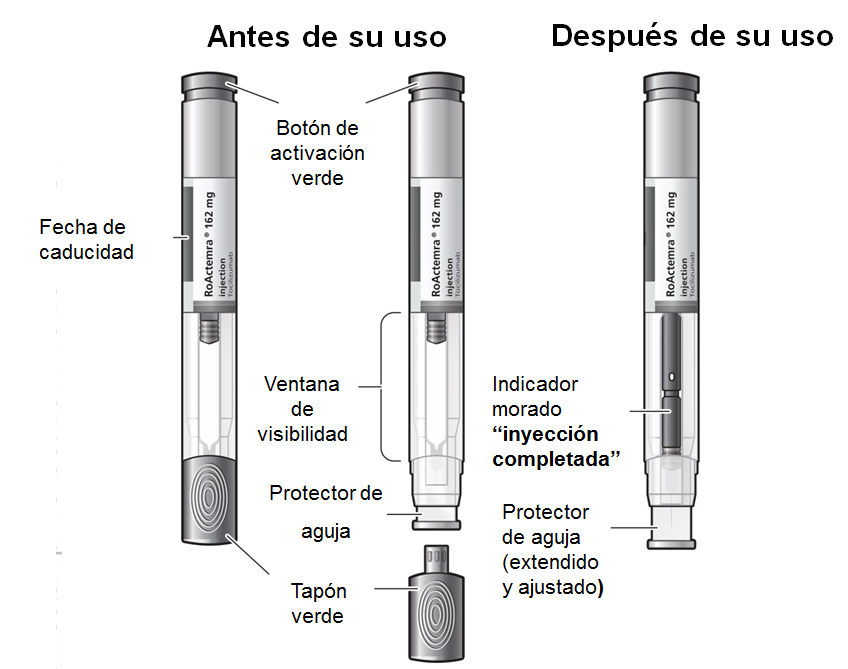 Antes de su uso
Después de su uso
Botón de
activación
verde
Fecha de
caducidad
RoActemra® 162 mg
injection
Tocilizumab
RoActemra® 162 mg
injection
Tocilizumab
RoActemra® 162 mg
injection
Tocilizumab
Ventana
de
visibilidad
Indicador
morado
“inyección
completada”
Protector de
aguja
Protector
de aguja
(extendido
y ajustado)
Tapón
verde